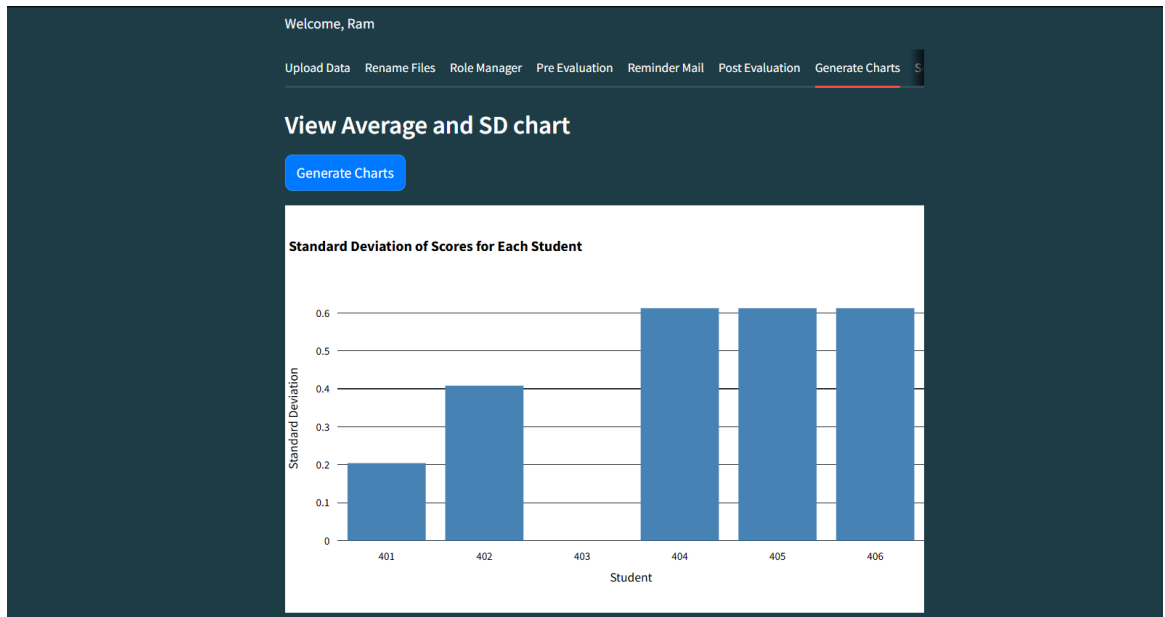 Welcome, Ram
Upload Data Rename Files Role Manager Pre Evaluation Reminder Mail Post Evaluation Generate Charts S
View Average and SD chart
Generate Charts
Standard Deviation of Scores for Each Student
0.6
0.5
0.4
0.3
0.2
0.1
0
Standard Deviation
401 402 403 404 405 406
Student